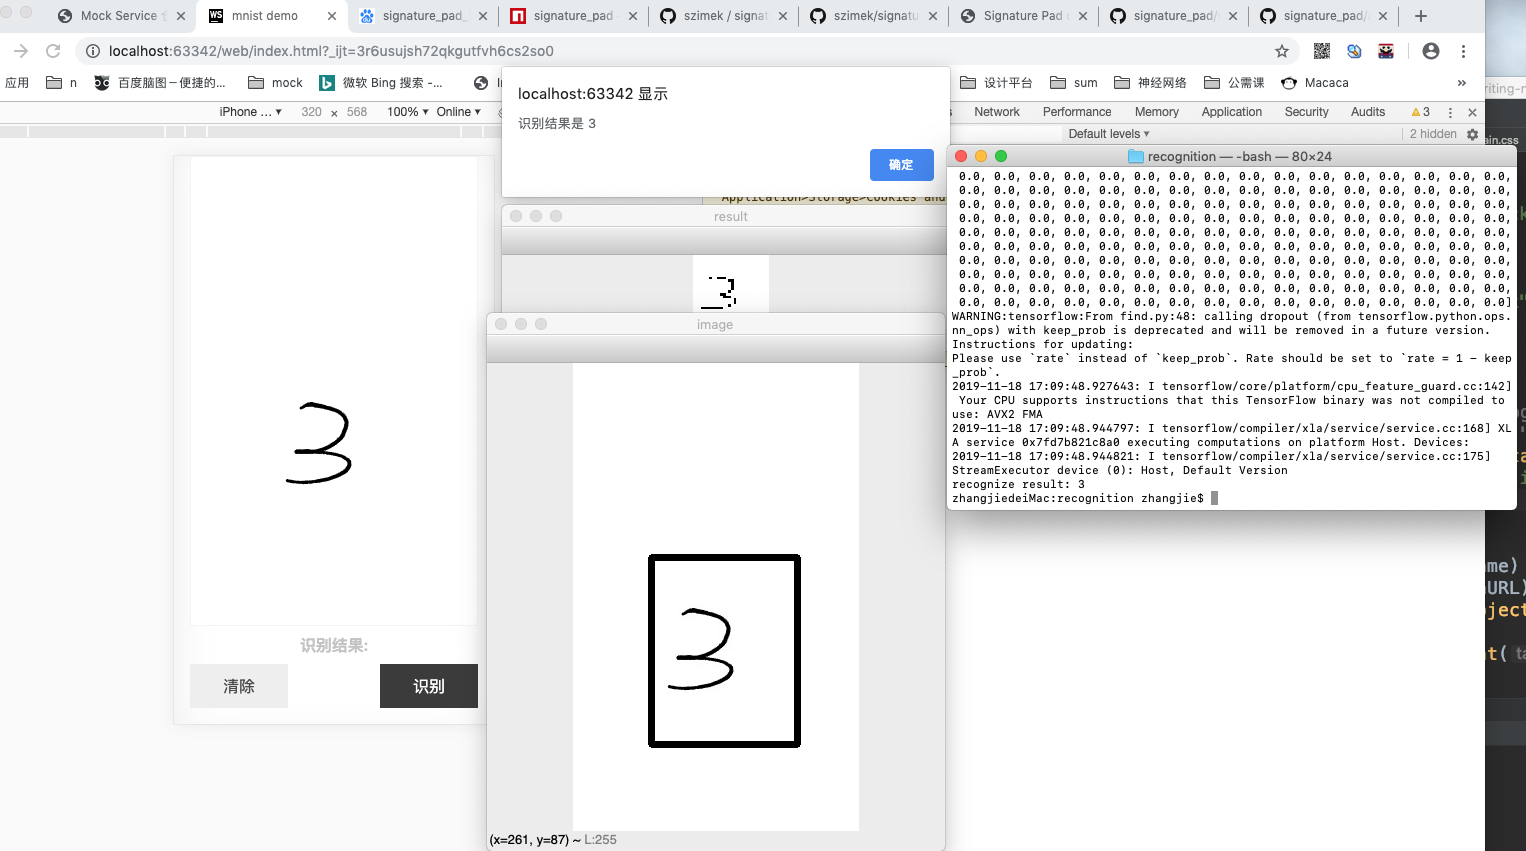 Mock Service
mnist demo
signature_pad_
signature_pad -
szimek / signat
szimek/signatu
Signature Pad
signature_pad/
signature_pad/
localhost:63342/web/index.html?_ijt=3r6usujsh72qkgutfvh6cs2so0
应用
n
百度脑图－便捷的...
mock
微软 Bing 搜索 -...
设计平台
sum
神经网络
公需课
Macaca
»
iPhone ... ▾ 320 × 568 100% ▾ Online ▾
Network Performance Memory Application Security Audits ⚠ 3
Default levels ▾ 2 hidden
localhost:63342 显示
识别结果是 3
确定
Application>Storage>Cookies and
result
3
image
3
(x=261, y=87) ~ L:255
3
识别结果:
清除
识别
recognition — -bash — 80×24
0.0, 0.0, 0.0, 0.0, 0.0, 0.0, 0.0, 0.0, 0.0, 0.0, 0.0, 0.0, 0.0, 0.0, 0.0, 0.0,
0.0, 0.0, 0.0, 0.0, 0.0, 0.0, 0.0, 0.0, 0.0, 0.0, 0.0, 0.0, 0.0, 0.0, 0.0, 0.0,
0.0, 0.0, 0.0, 0.0, 0.0, 0.0, 0.0, 0.0, 0.0, 0.0, 0.0, 0.0, 0.0, 0.0, 0.0, 0.0,
0.0, 0.0, 0.0, 0.0, 0.0, 0.0, 0.0, 0.0, 0.0, 0.0, 0.0, 0.0, 0.0, 0.0, 0.0, 0.0,
0.0, 0.0, 0.0, 0.0, 0.0, 0.0, 0.0, 0.0, 0.0, 0.0, 0.0, 0.0, 0.0, 0.0, 0.0, 0.0,
0.0, 0.0, 0.0, 0.0, 0.0, 0.0, 0.0, 0.0, 0.0, 0.0, 0.0, 0.0, 0.0, 0.0, 0.0, 0.0,
0.0, 0.0, 0.0, 0.0, 0.0, 0.0, 0.0, 0.0, 0.0, 0.0, 0.0, 0.0, 0.0, 0.0, 0.0, 0.0,
0.0, 0.0, 0.0, 0.0, 0.0, 0.0, 0.0, 0.0, 0.0, 0.0, 0.0, 0.0, 0.0, 0.0, 0.0, 0.0,
0.0, 0.0, 0.0, 0.0, 0.0, 0.0, 0.0, 0.0, 0.0, 0.0, 0.0, 0.0, 0.0, 0.0, 0.0, 0.0,
0.0, 0.0, 0.0, 0.0, 0.0, 0.0, 0.0, 0.0, 0.0, 0.0, 0.0, 0.0, 0.0, 0.0, 0.0, 0.0]
WARNING:tensorflow:From find.py:48: calling dropout (from tensorflow.python.ops.
nn_ops) with keep_prob is deprecated and will be removed in a future version.
Instructions for updating:
Please use `rate` instead of `keep_prob`. Rate should be set to `rate = 1 - keep
_prob`.
2019-11-18 17:09:48.927643: I tensorflow/core/platform/cpu_feature_guard.cc:142]
Your CPU supports instructions that this TensorFlow binary was not compiled to
use: AVX2 FMA
2019-11-18 17:09:48.944797: I tensorflow/compiler/xla/service/service.cc:168] XL
A service 0x7fd7b821c8a0 executing computations on platform Host. Devices:
2019-11-18 17:09:48.944821: I tensorflow/compiler/xla/service/service.cc:175]
StreamExecutor device (0): Host, Default Version
recognize result: 3
zhangjiedeiMac:recognition zhangjie$
riting-n
ain.css
ame)
URL)
ject
t( ta